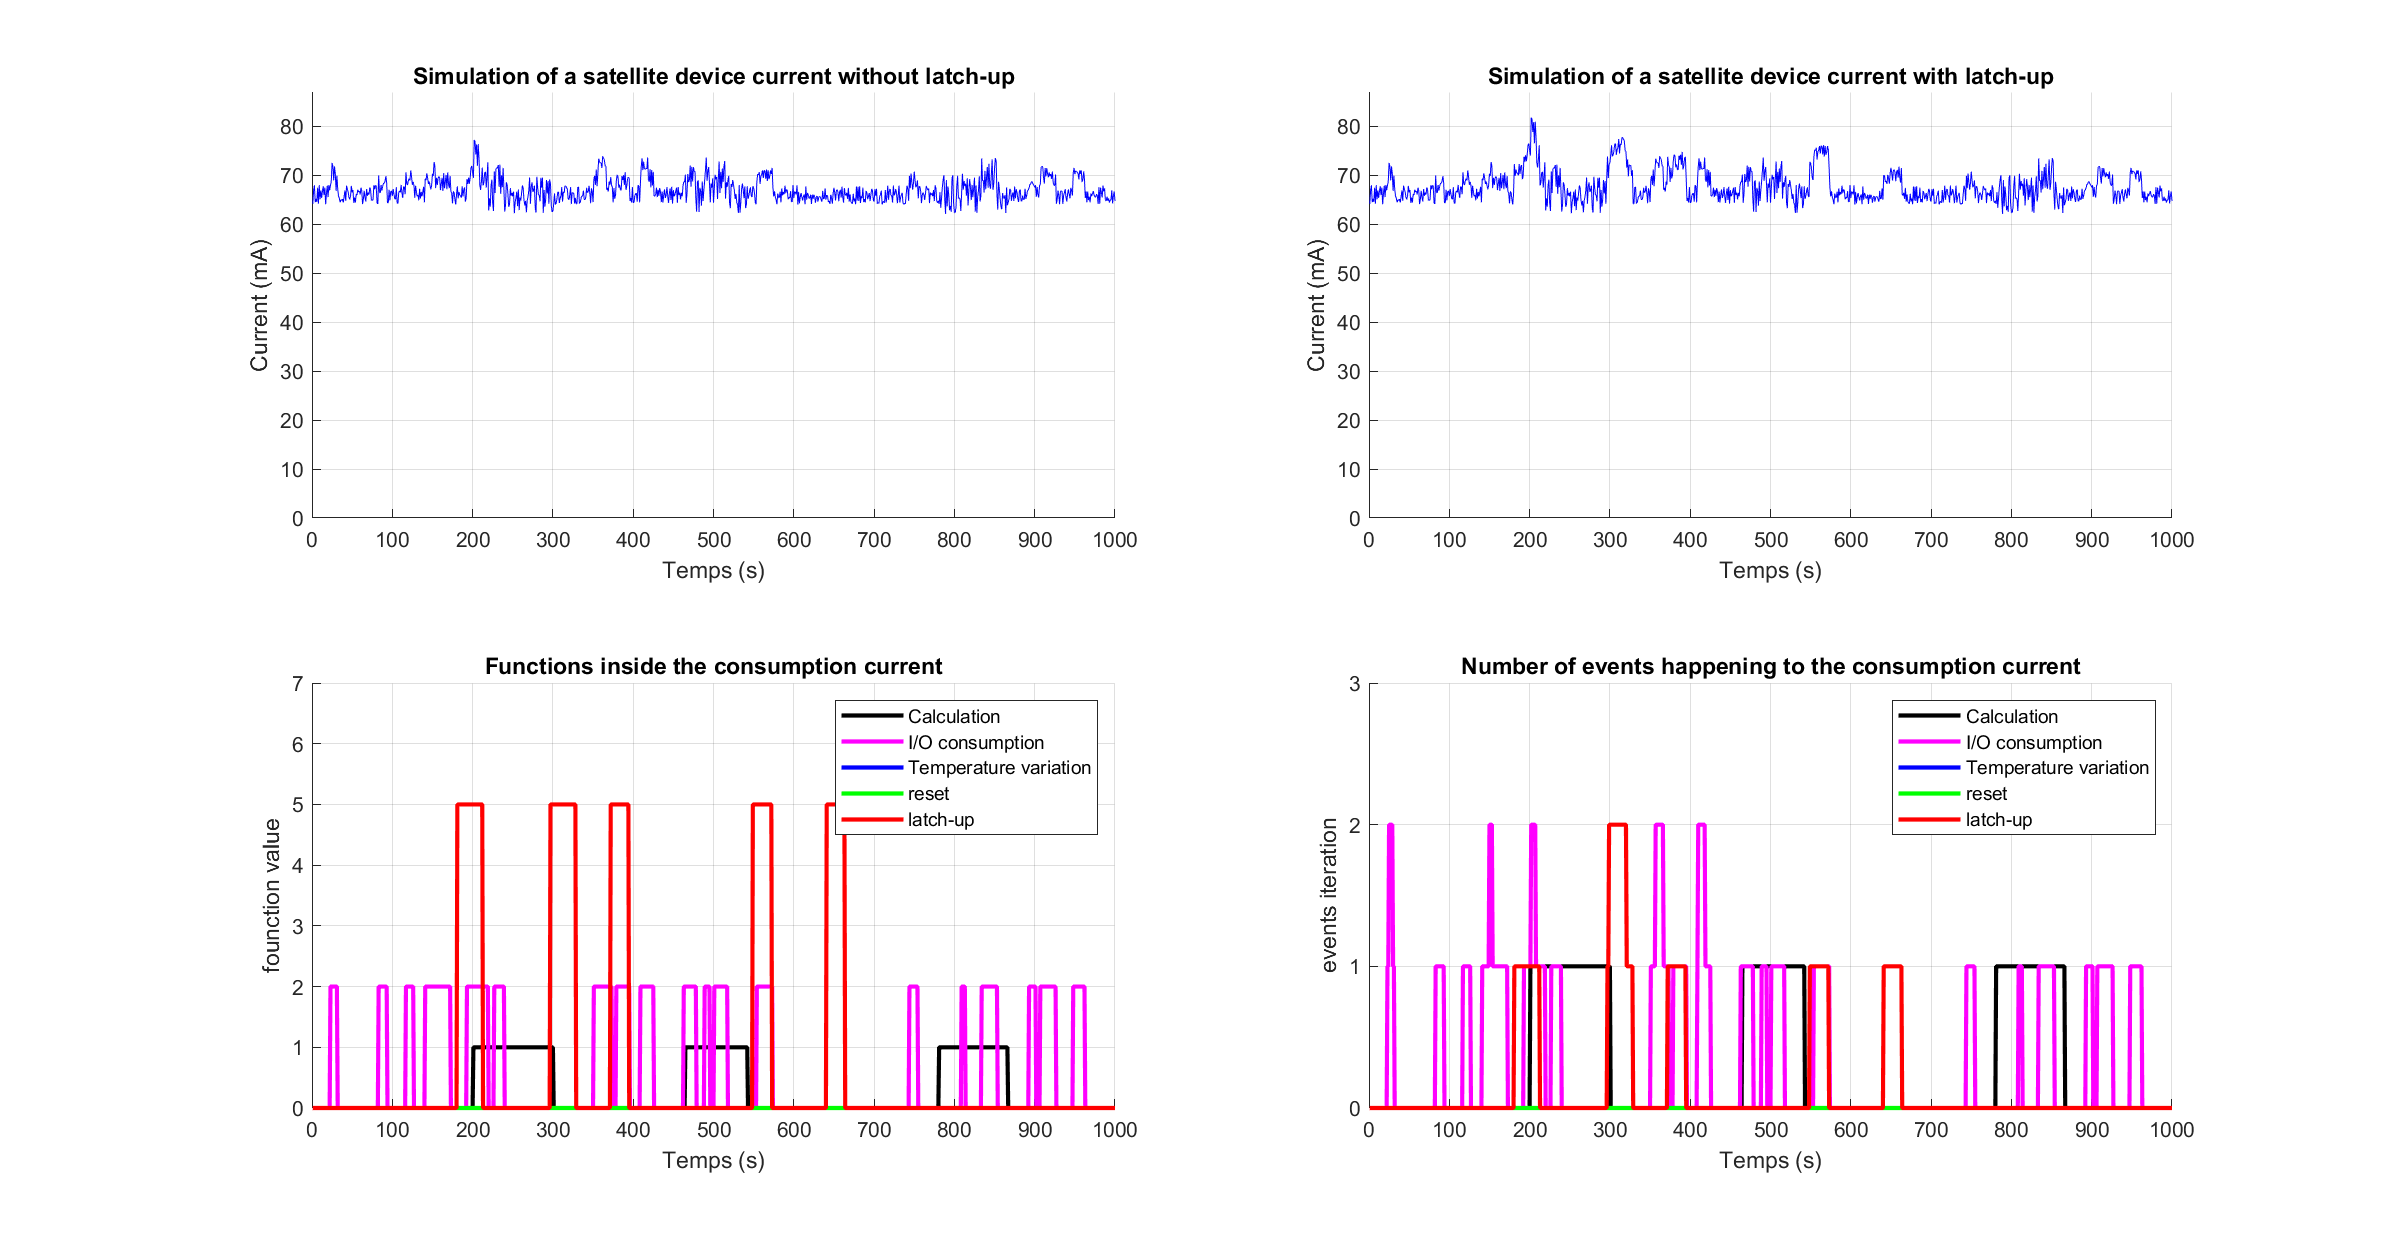 Simulation of a satellite device current without latch-up
80
70
60
50
40
30
20
10
0
Current (mA)
0 100 200 300 400 500 600 700 800 900 1000
Temps (s)
Simulation of a satellite device current with latch-up
80
70
60
50
40
30
20
10
0
Current (mA)
0 100 200 300 400 500 600 700 800 900 1000
Temps (s)
Functions inside the consumption current
7
6
5
4
3
2
1
0
founction value
Calculation
I/O consumption
Temperature variation
reset
latch-up
0 100 200 300 400 500 600 700 800 900 1000
Temps (s)
Number of events happening to the consumption current
3
2
1
0
events iteration
Calculation
I/O consumption
Temperature variation
reset
latch-up
0 100 200 300 400 500 600 700 800 900 1000
Temps (s)